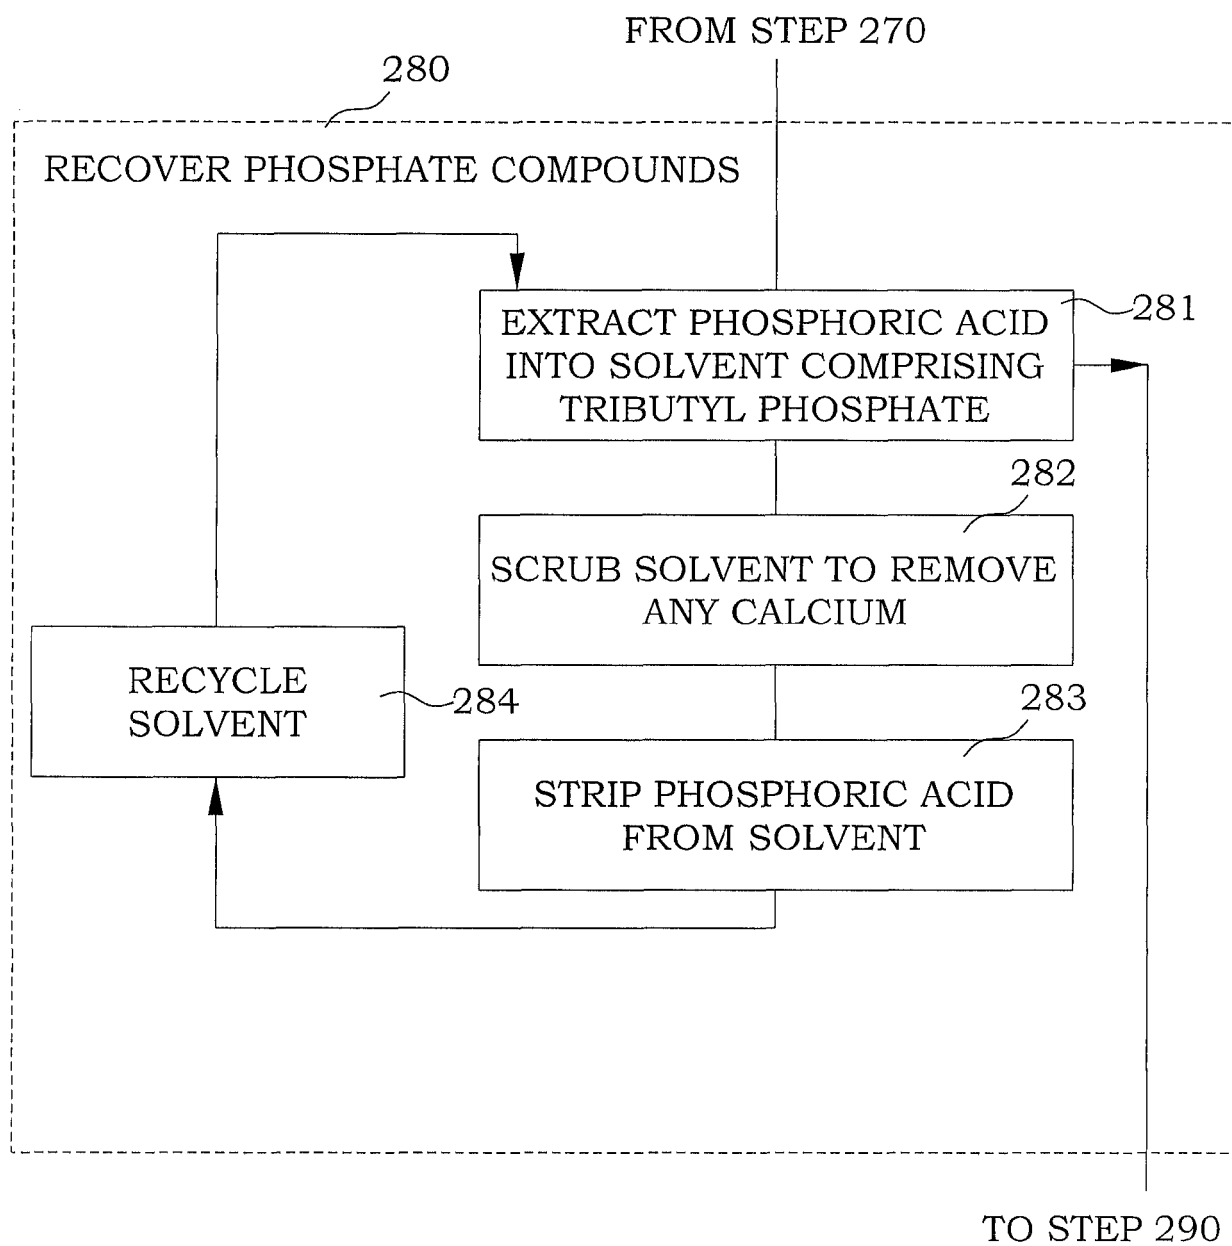 FROM STEP 270
280
RECOVER PHOSPHATE COMPOUNDS
EXTRACT PHOSPHORIC ACID
INTO SOLVENT COMPRISING
TRIBUTYL PHOSPHATE
281
282
SCRUB SOLVENT TO REMOVE
ANY CALCIUM
RECYCLE
SOLVENT
284
283
STRIP PHOSPHORIC ACID
FROM SOLVENT
TO STEP 290